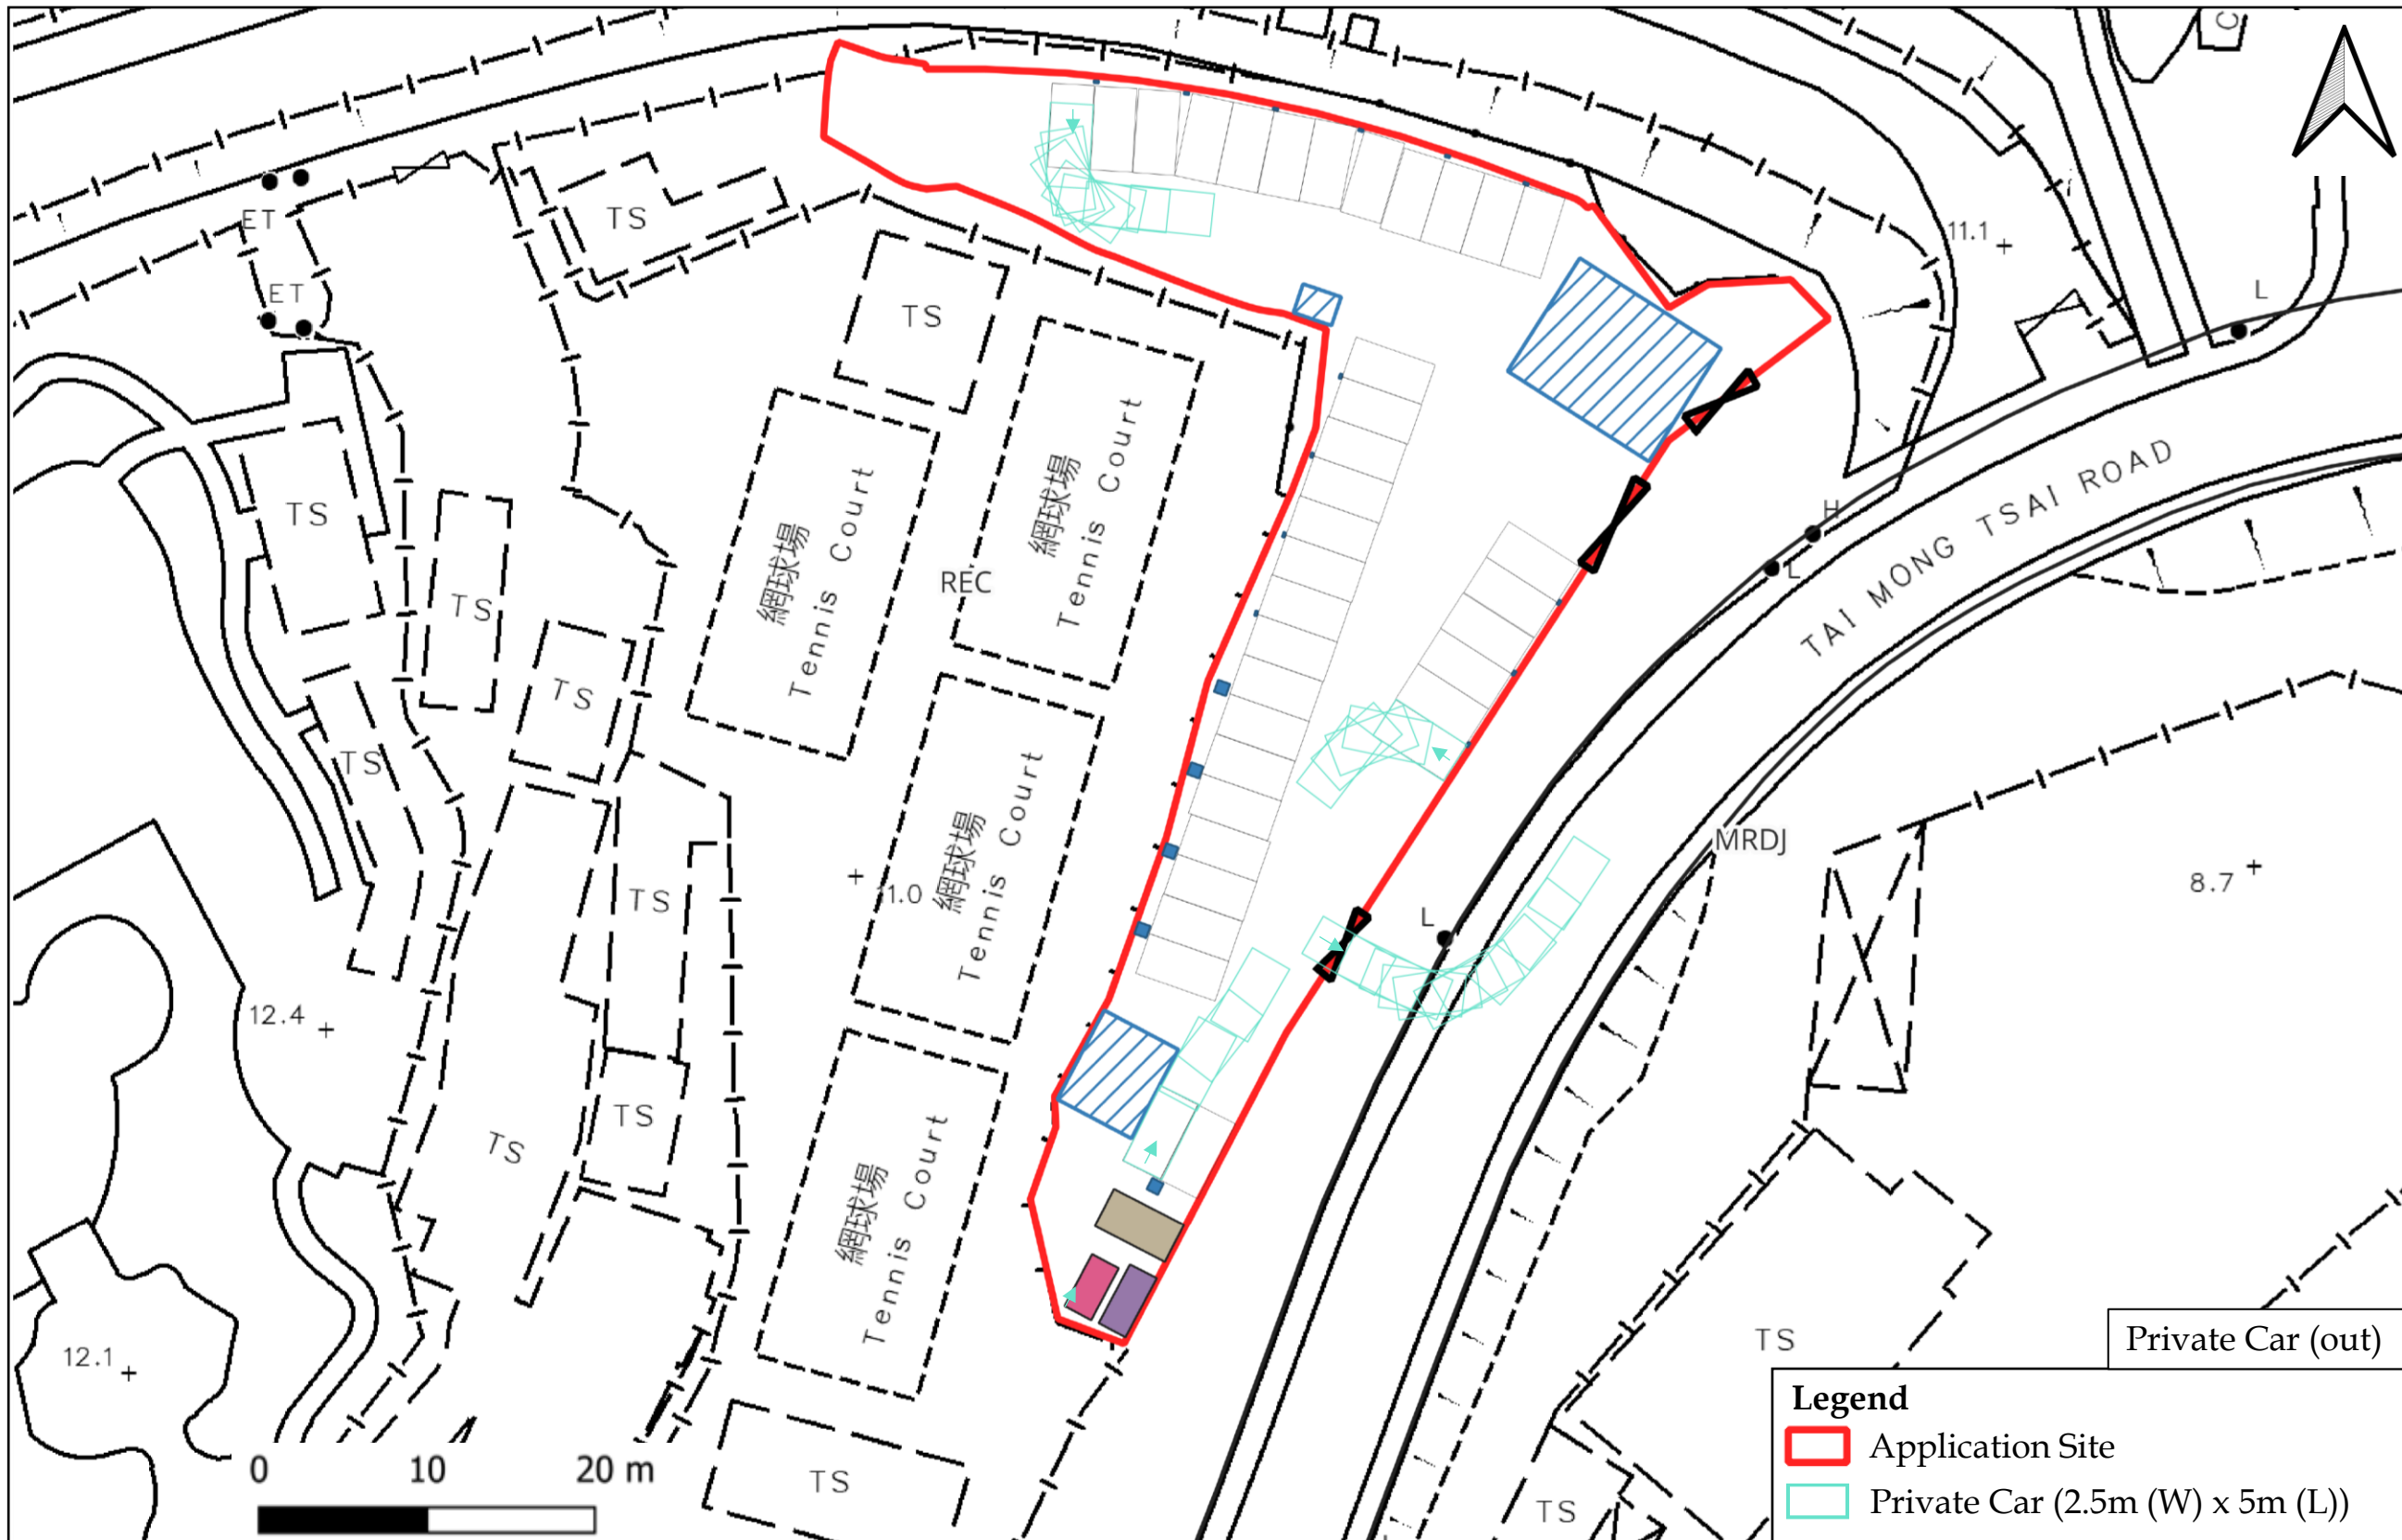 C
TS
ET
11.1
ET
L
TS
TS
TAI MONG TSAI ROAD
網球場
Tennis Court
網球場
Tennis Court
H
L
REC
TS
TS
TS
MRDJ
8.7
網球場
Tennis Court
11.0
TS
L
12.4
TS
TS
網球場
Tennis Court
12.1
TS
Private Car (out)
Legend
Application Site
Private Car (2.5m (W) x 5m (L))
0 10 20 m
TS
TS